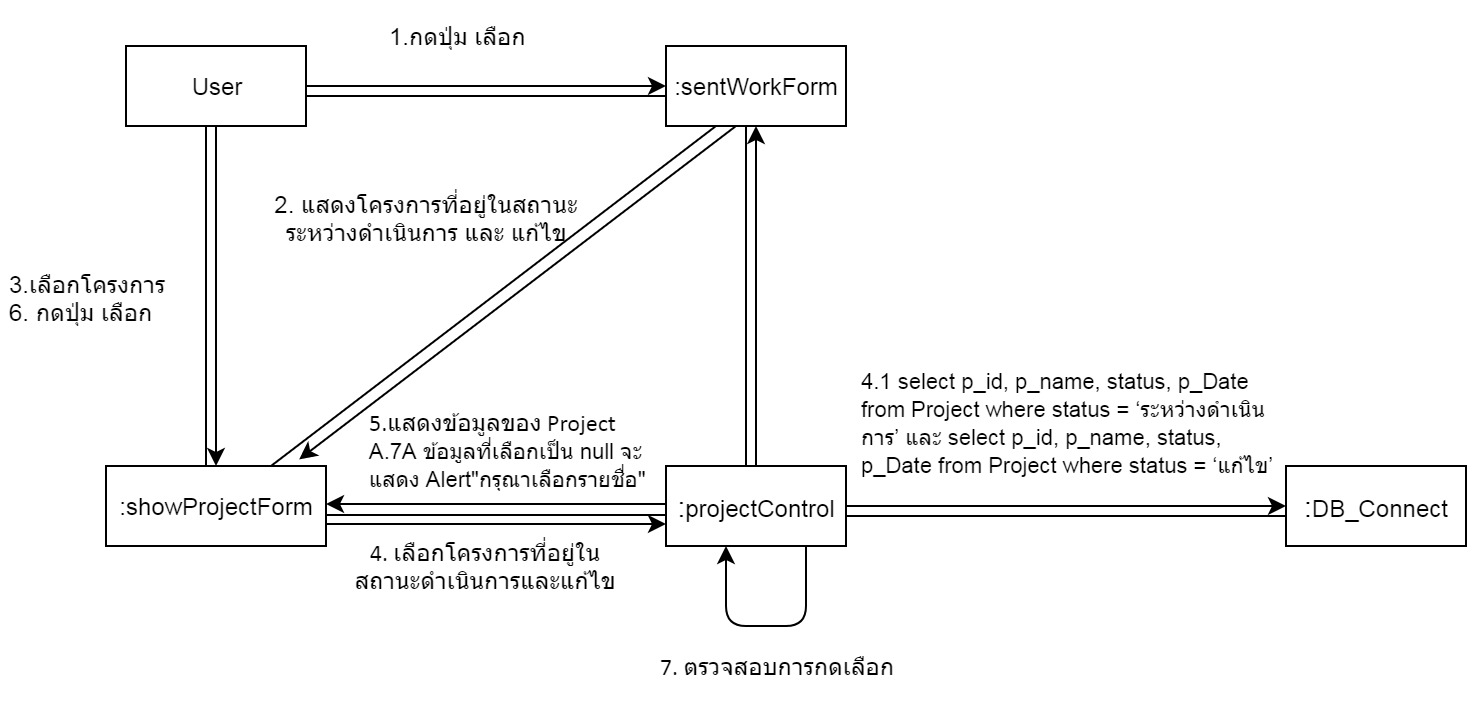 1.กดปุ่ม เลือก
User
:sentWorkForm
2. แสดงโครงการที่อยู่ในสถานะ
ระหว่างดำเนินการ และ แก้ไข
3.เลือกโครงการ
6. กดปุ่ม เลือก
4.1 select p_id, p_name, status, p_Date
from Project where status = ‘ระหว่างดำเนิน
การ’ และ select p_id, p_name, status,
p_Date from Project where status = ‘แก้ไข’
5.แสดงข้อมูลของ Project
A.7A ข้อมูลที่เลือกเป็น null จะ
แสดง Alert"กรุณาเลือกรายชื่อ"
:showProjectForm
:projectControl
:DB_Connect
4. เลือกโครงการที่อยู่ใน
สถานะดำเนินการและแก้ไข
7. ตรวจสอบการกดเลือก